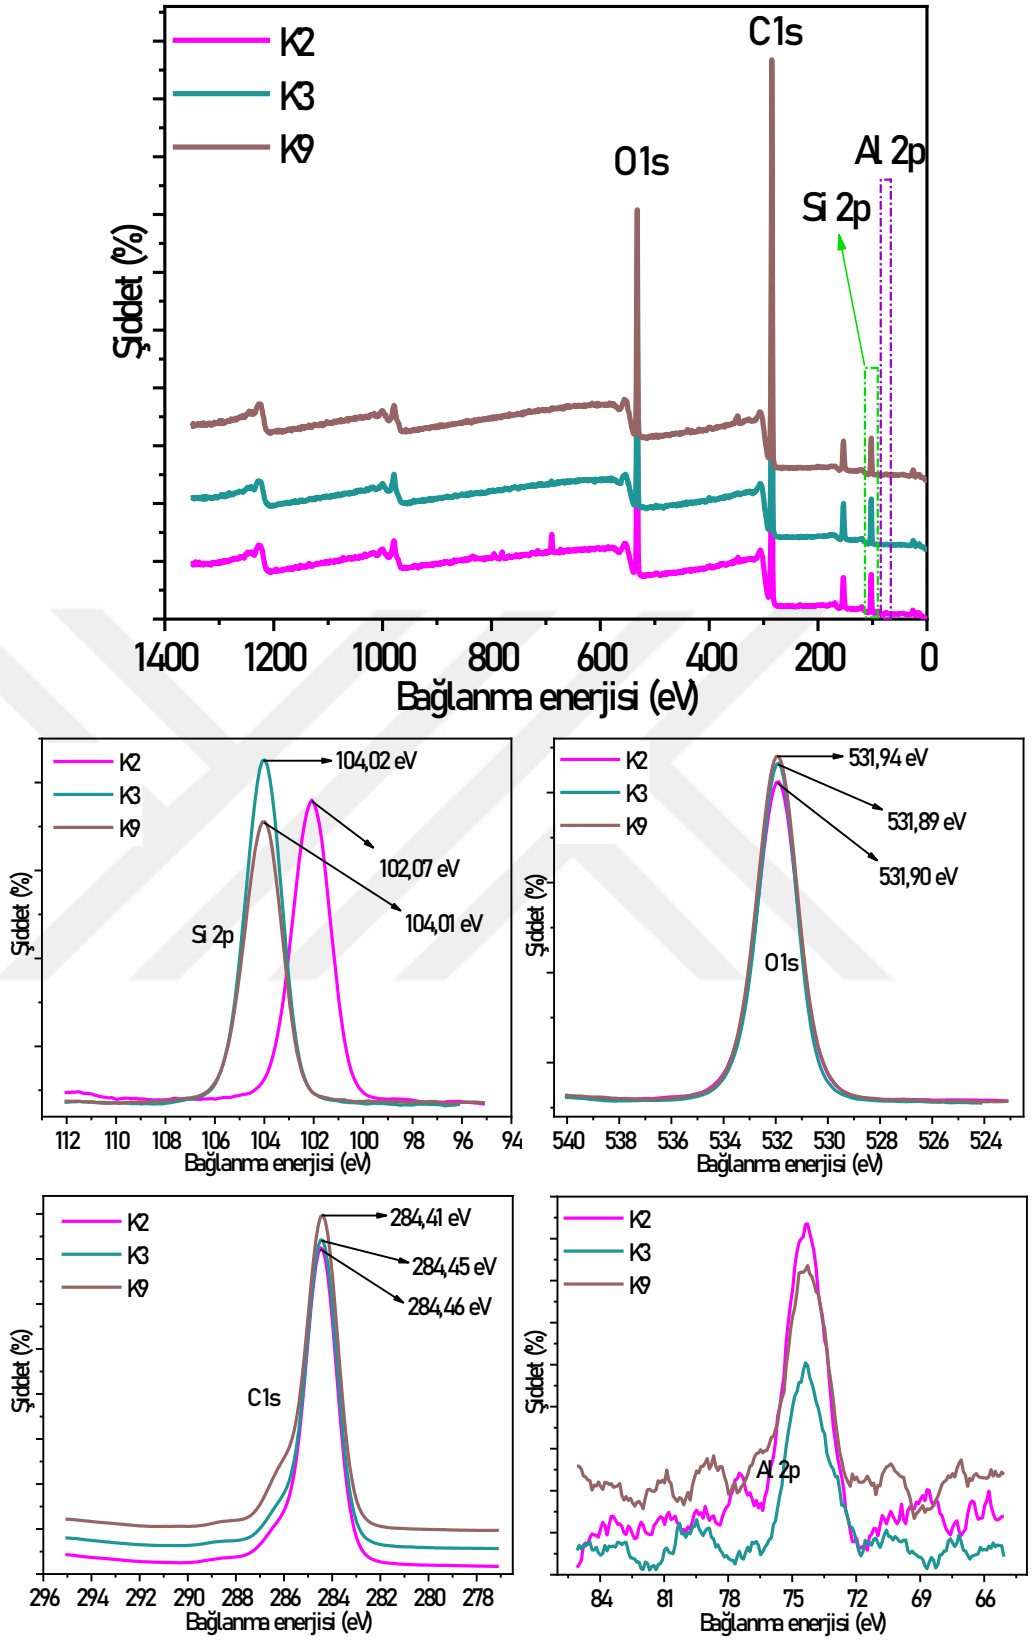 K2
K3
K9
C1s
O1s
Al 2p
Si 2p
Şiddet (%)
1400 1200 1000 800 600 400 200 0
Bağlanma enerjisi (eV)
K2
K3
K9
104,02 eV
102,07 eV
104,01 eV
Si 2p
Şiddet (%)
112 110 108 106 104 102 100 98 96 94
Bağlanma enerjisi (eV)
K2
K3
K9
531,94 eV
531,89 eV
531,90 eV
O1s
Şiddet (%)
540 538 536 534 532 530 528 526 524
Bağlanma enerjisi (eV)
K2
K3
K9
284,41 eV
284,45 eV
284,46 eV
C1s
Şiddet (%)
296 294 292 290 288 286 284 282 280 278
Bağlanma enerjisi (eV)
K2
K3
K9
Al 2p
Şiddet (%)
84 81 78 75 72 69 66
Bağlanma enerjisi (eV)